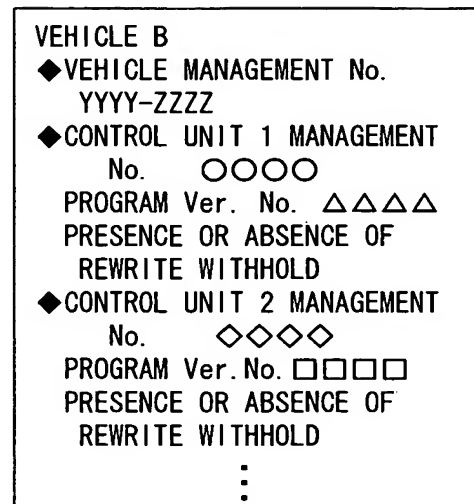 VEHICLE B
◆VEHICLE MANAGEMENT No.
YYYY-ZZZZ
◆CONTROL UNIT 1 MANAGEMENT
No. ○○○○
PROGRAM Ver. No. △△△△
PRESENCE OR ABSENCE OF
REWRITE WITHHOLD
◆CONTROL UNIT 2 MANAGEMENT
No. ◇◇◇◇
PROGRAM Ver. No. □□□□
PRESENCE OR ABSENCE OF
REWRITE WITHHOLD
⋮